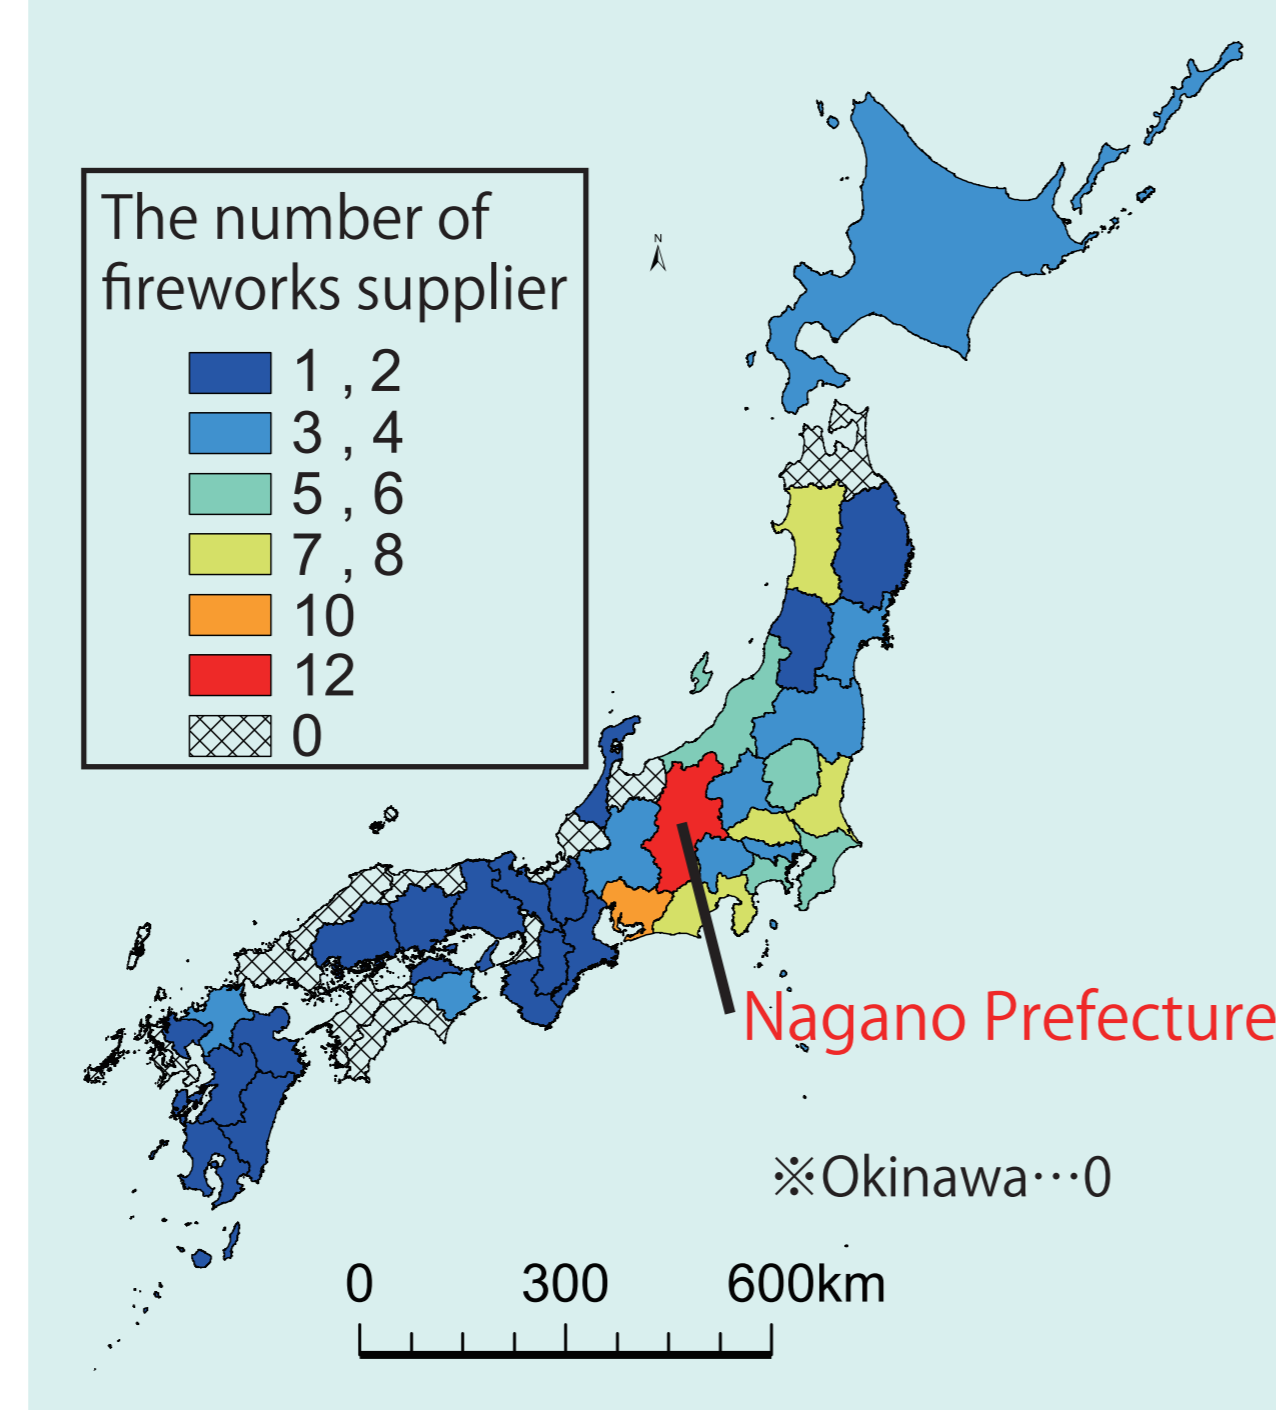 The number of
fireworks supplier
1 , 2
3 , 4
5 , 6
7 , 8
10
12
0
N
Nagano Prefecture
※Okinawa…0
0 300 600km